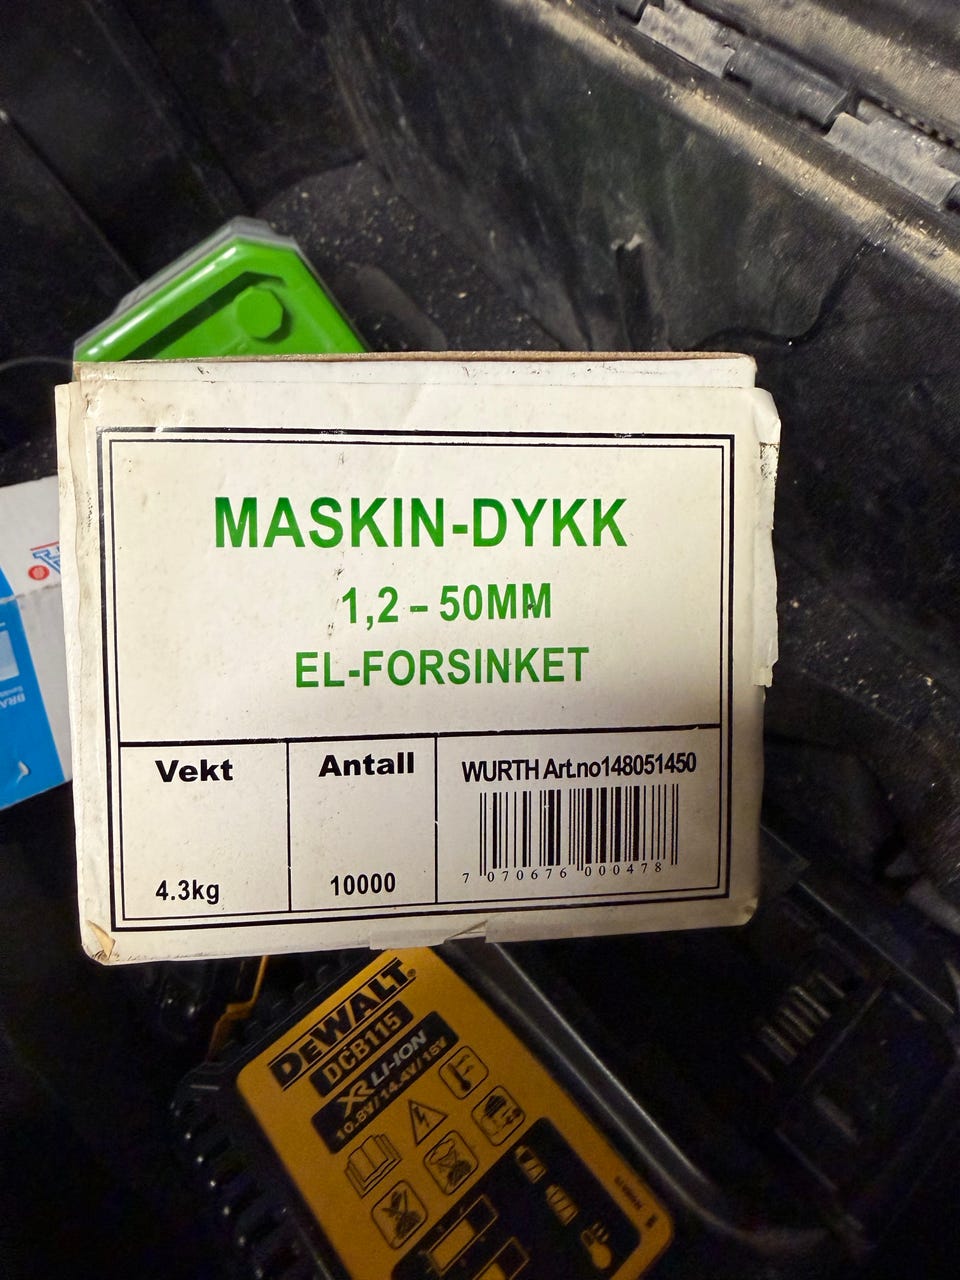 MASKIN-DYKK
1,2 - 50MM
EL-FORSINKET
Vekt
Antall
WURTH Art.no148051450
4.3kg
10000
7 070676 000478
DEWALT®
DCB115
XR LI-ION
10.8V/14.4V/18V